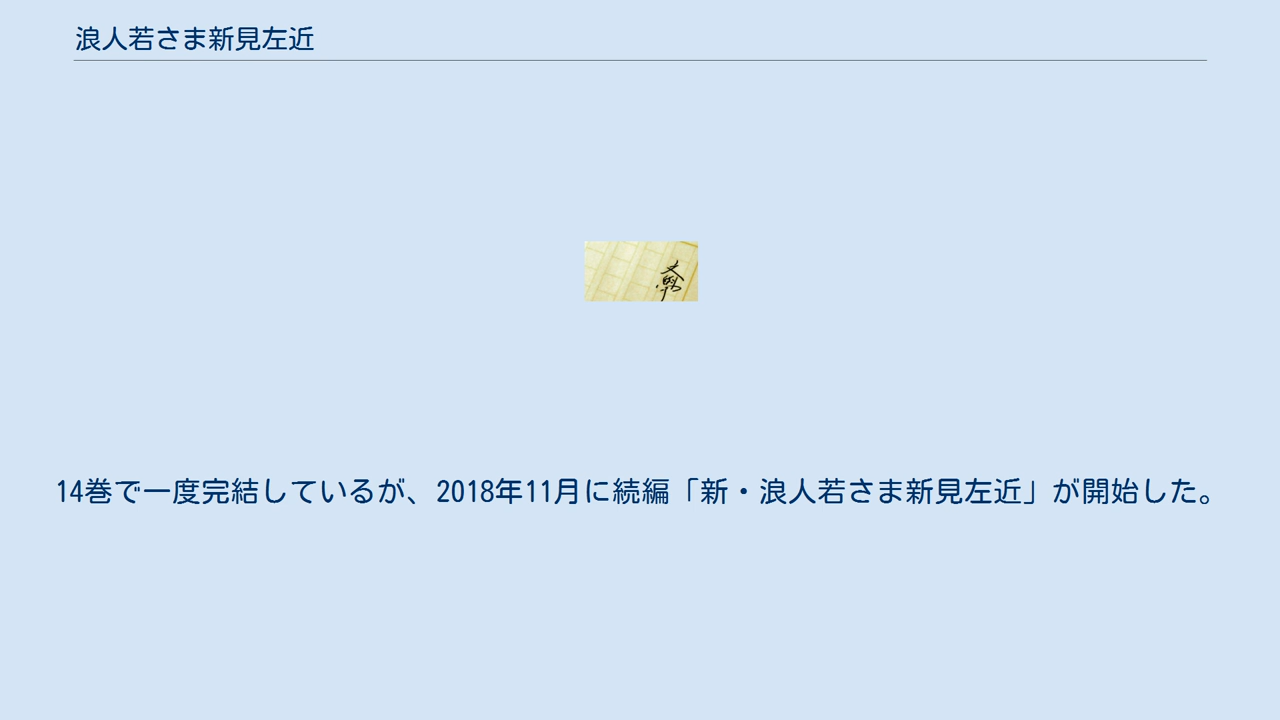 浪人若さま新見左近
14巻で一度完結しているが、2018年11月に続編「新・浪人若さま新見左近」が開始した。